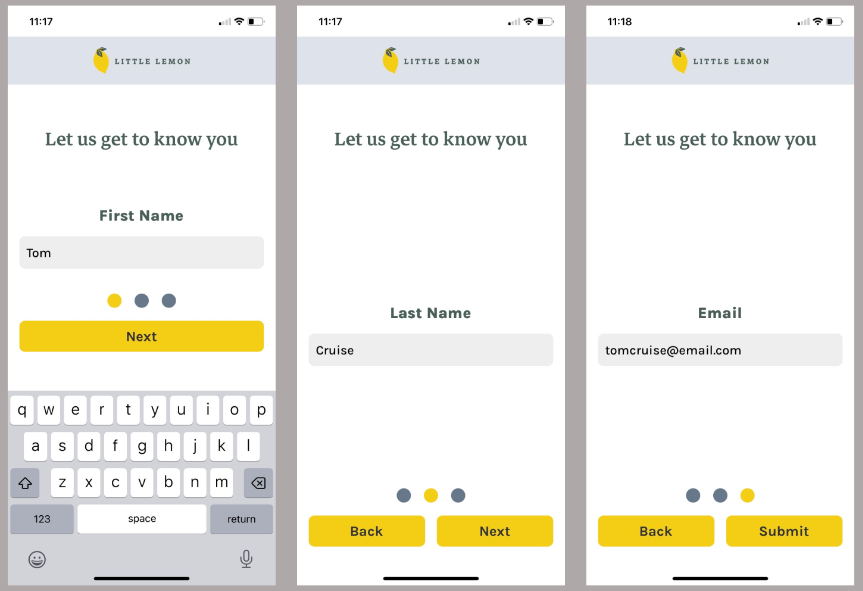 11:17
LITTLE LEMON
Let us get to know you
First Name
Tom
Next
q w e r t y u i o p
a s d f g h j k l
z x c v b n m
123 space return
11:17
LITTLE LEMON
Let us get to know you
Last Name
Cruise
Back Next
11:18
LITTLE LEMON
Let us get to know you
Email
tomcruise@email.com
Back Submit